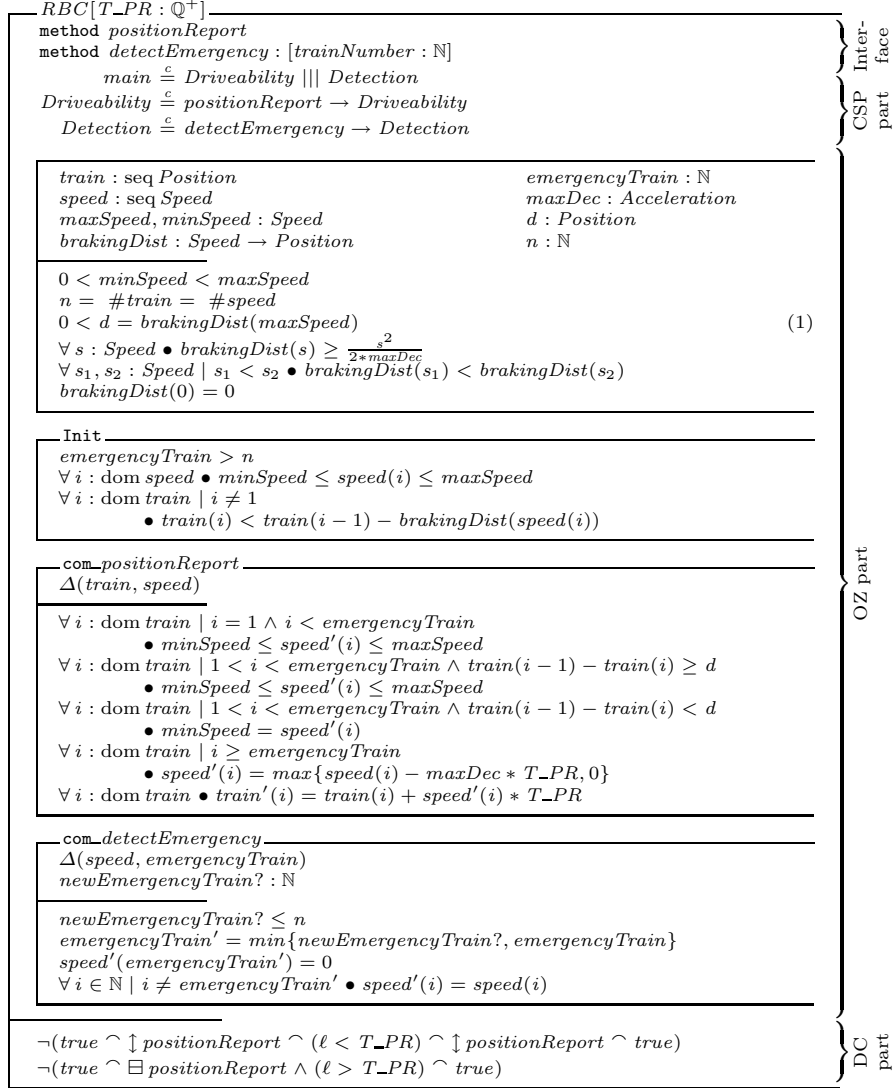 RBC[T_PR : ℚ⁺]
method positionReport
method detectEmergency : [trainNumber : ℕ]
main ≙ᶜ Driveability ||| Detection
Driveability ≙ᶜ positionReport → Driveability
Detection ≙ᶜ detectEmergency → Detection
Inter-
face
CSP
part
train : seq Position emergencyTrain : ℕ
speed : seq Speed maxDec : Acceleration
maxSpeed, minSpeed : Speed d : Position
brakingDist : Speed → Position n : ℕ
0 < minSpeed < maxSpeed
n = #train = #speed
0 < d = brakingDist(maxSpeed) (1)
∀ s : Speed • brakingDist(s) ≥ s²/(2∗maxDec)
∀ s₁, s₂ : Speed | s₁ < s₂ • brakingDist(s₁) < brakingDist(s₂)
brakingDist(0) = 0
Init
emergencyTrain > n
∀ i : dom speed • minSpeed ≤ speed(i) ≤ maxSpeed
∀ i : dom train | i ≠ 1
• train(i) < train(i − 1) − brakingDist(speed(i))
com_positionReport
Δ(train, speed)
∀ i : dom train | i = 1 ∧ i < emergencyTrain
• minSpeed ≤ speed′(i) ≤ maxSpeed
∀ i : dom train | 1 < i < emergencyTrain ∧ train(i − 1) − train(i) ≥ d
• minSpeed ≤ speed′(i) ≤ maxSpeed
∀ i : dom train | 1 < i < emergencyTrain ∧ train(i − 1) − train(i) < d
• minSpeed = speed′(i)
∀ i : dom train | i ≥ emergencyTrain
• speed′(i) = max{speed(i) − maxDec ∗ T_PR, 0}
∀ i : dom train • train′(i) = train(i) + speed′(i) ∗ T_PR
com_detectEmergency
Δ(speed, emergencyTrain)
newEmergencyTrain? : ℕ
newEmergencyTrain? ≤ n
emergencyTrain′ = min{newEmergencyTrain?, emergencyTrain}
speed′(emergencyTrain′) = 0
∀ i ∈ ℕ | i ≠ emergencyTrain′ • speed′(i) = speed(i)
OZ part
¬(true ⌢ ↕ positionReport ⌢ (ℓ < T_PR) ⌢ ↕ positionReport ⌢ true)
¬(true ⌢ ⊟ positionReport ∧ (ℓ > T_PR) ⌢ true)
DC
part